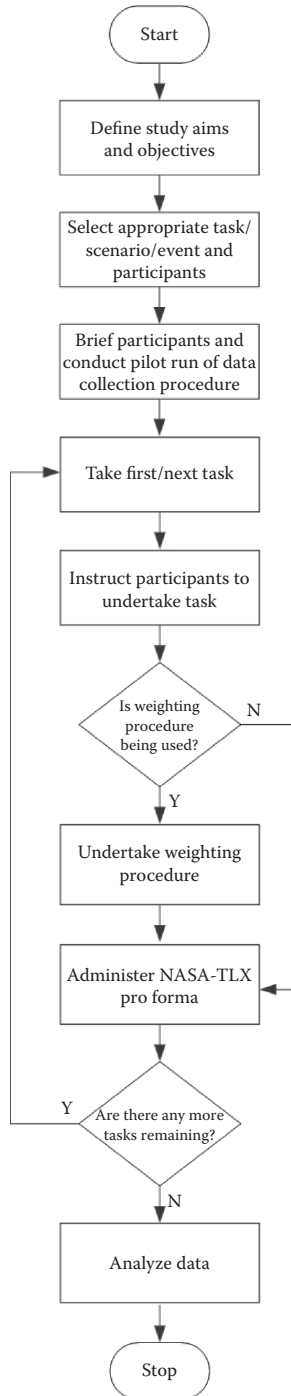 Start
Define study aims
and objectives
Select appropriate task/
scenario/event and
participants
Brief participants and
conduct pilot run of data
collection procedure
Take first/next task
Instruct participants to
undertake task
Is weighting
procedure
being used?
N
Y
Undertake weighting
procedure
Administer NASA-TLX
pro forma
Y
Are there any more
tasks remaining?
N
Analyze data
Stop